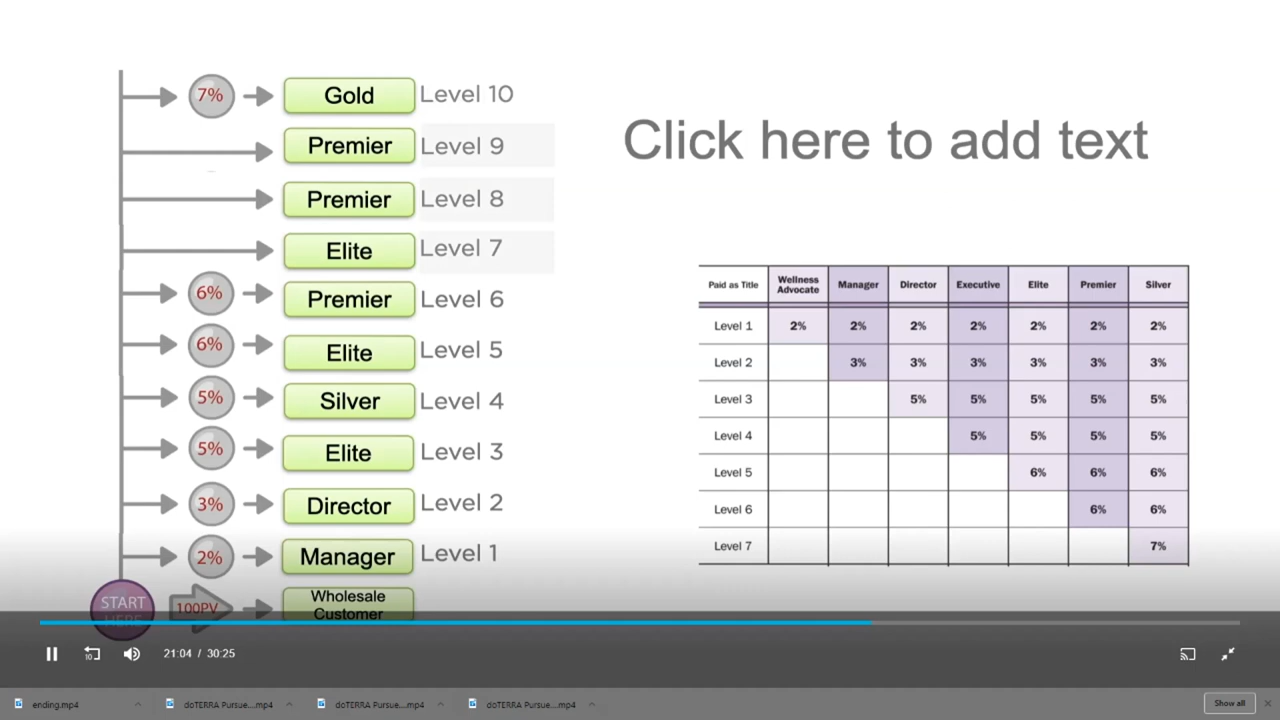 7% Gold Level 10
Premier Level 9
Premier Level 8
Elite Level 7
6% Premier Level 6
6% Elite Level 5
5% Silver Level 4
5% Elite Level 3
3% Director Level 2
2% Manager Level 1
START HERE 100PV Wholesale Customer
Click here to add text
Paid as Title Wellness Advocate Manager Director Executive Elite Premier Silver
Level 1 2% 2% 2% 2% 2% 2% 2%
Level 2 3% 3% 3% 3% 3% 3%
Level 3 5% 5% 5% 5% 5%
Level 4 5% 5% 5% 5%
Level 5 6% 6% 6%
Level 6 6% 6%
Level 7 7%
10 21:04 / 30:25
ending.mp4 doTERRA Pursue....mp4 doTERRA Pursue....mp4 doTERRA Pursue....mp4 Show all